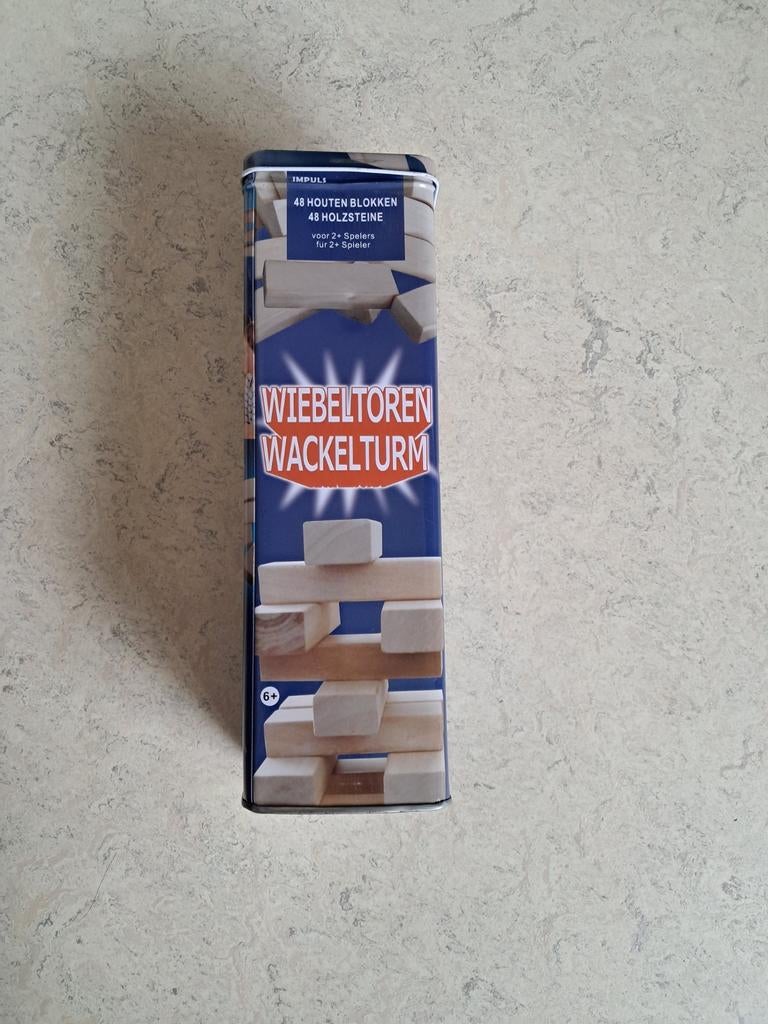 IMPULS
48 HOUTEN BLOKKEN
48 HOLZSTEINE
voor 2+ Spelers
für 2+ Spieler
WIEBELTOREN
WACKELTURM
6+